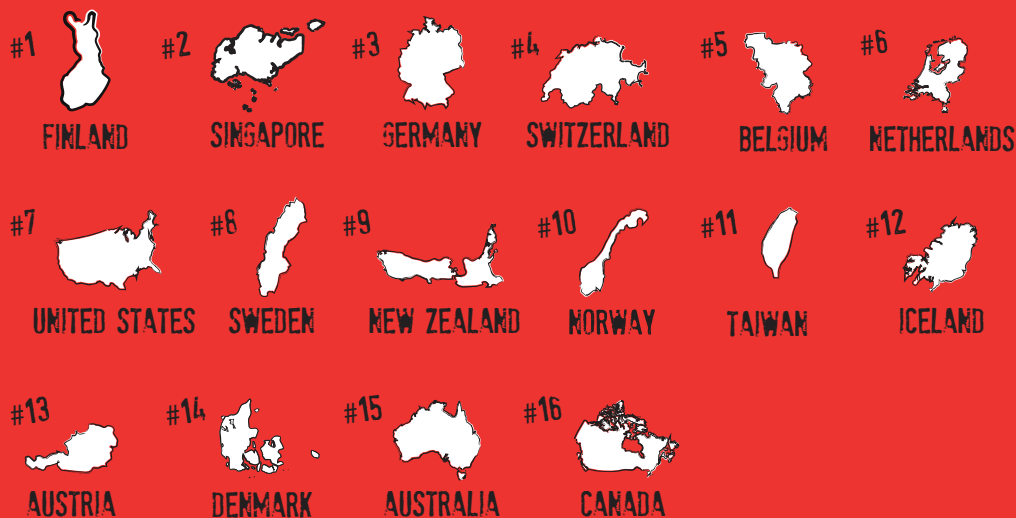 #1 #2 #3 #4 #5 #6
FINLAND SINGAPORE GERMANY SWITZERLAND BELGIUM NETHERLANDS
#7 #8 #9 #10 #11 #12
UNITED STATES SWEDEN NEW ZEALAND NORWAY TAIWAN ICELAND
#13 #14 #15 #16
AUSTRIA DENMARK AUSTRALIA CANADA